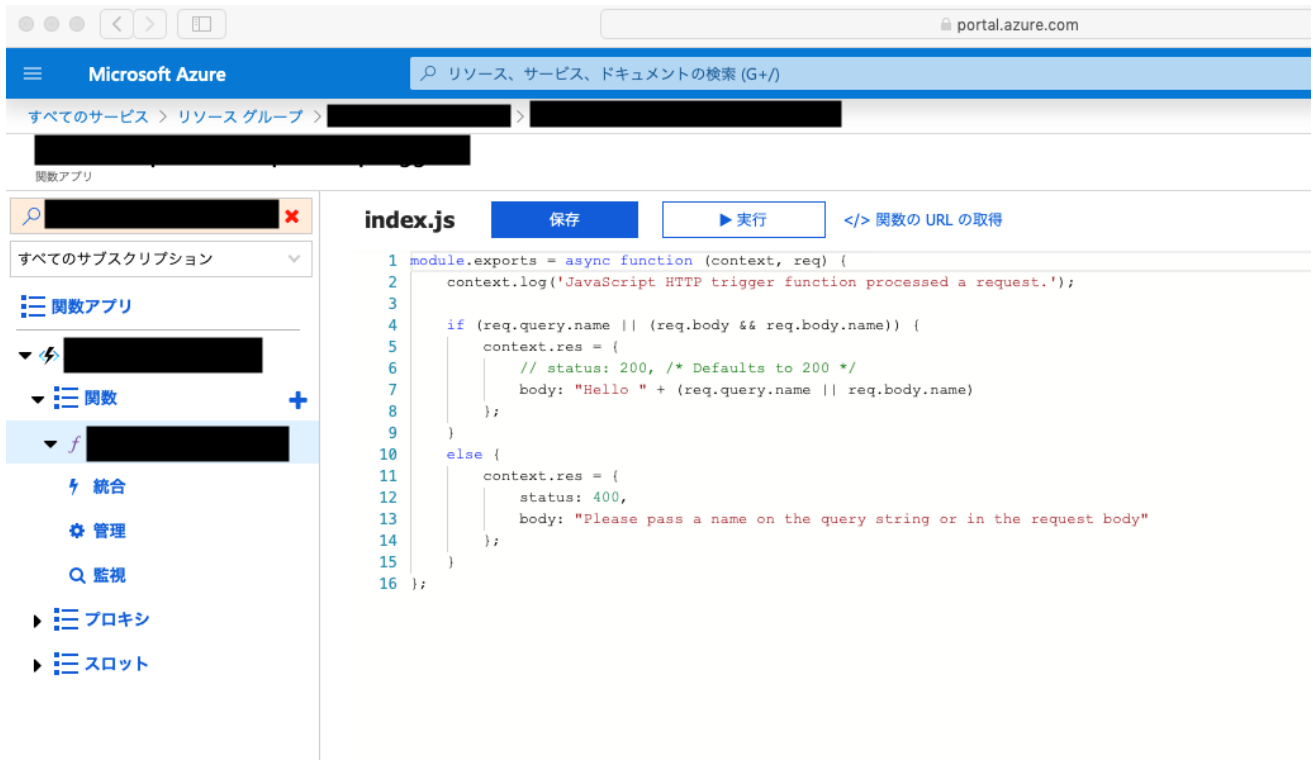 portal.azure.com
Microsoft Azure
リソース、サービス、ドキュメントの検索 (G+/)
すべてのサービス > リソース グループ > >
関数アプリ
すべてのサブスクリプション
関数アプリ
関数
統合
管理
監視
プロキシ
スロット
index.js 保存 実行 </> 関数の URL の取得
1 module.exports = async function (context, req) {
2 context.log('JavaScript HTTP trigger function processed a request.');
3
4 if (req.query.name || (req.body && req.body.name)) {
5 context.res = {
6 // status: 200, /* Defaults to 200 */
7 body: "Hello " + (req.query.name || req.body.name)
8 };
9 }
10 else {
11 context.res = {
12 status: 400,
13 body: "Please pass a name on the query string or in the request body"
14 };
15 }
16 };